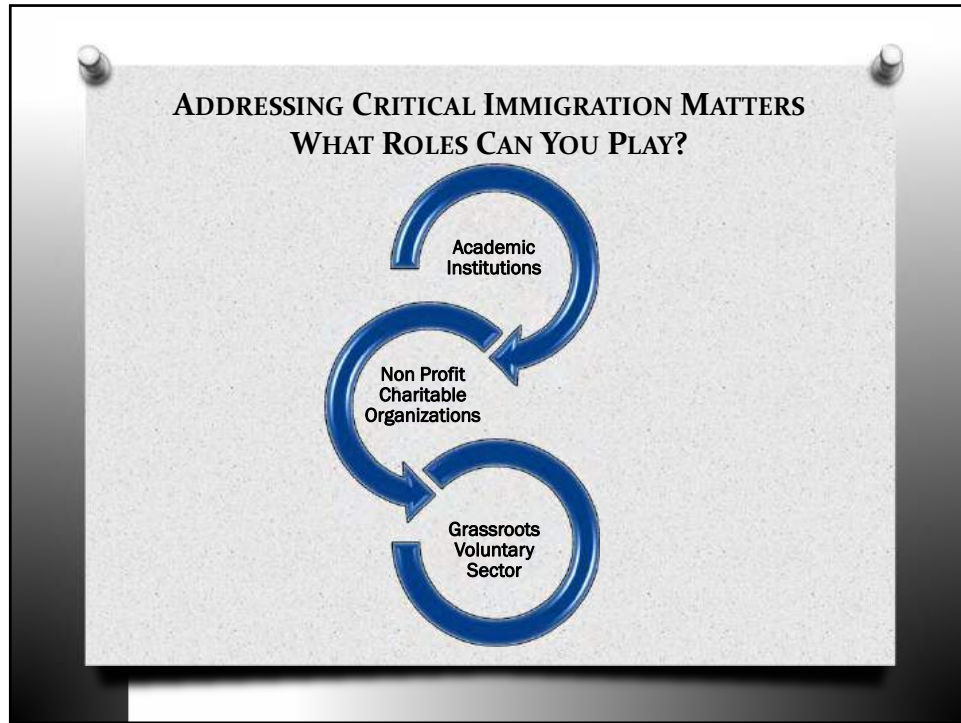 ADDRESSING CRITICAL IMMIGRATION MATTERS
WHAT ROLES CAN YOU PLAY?
Academic
Institutions
Non Profit
Charitable
Organizations
Grassroots
Voluntary
Sector